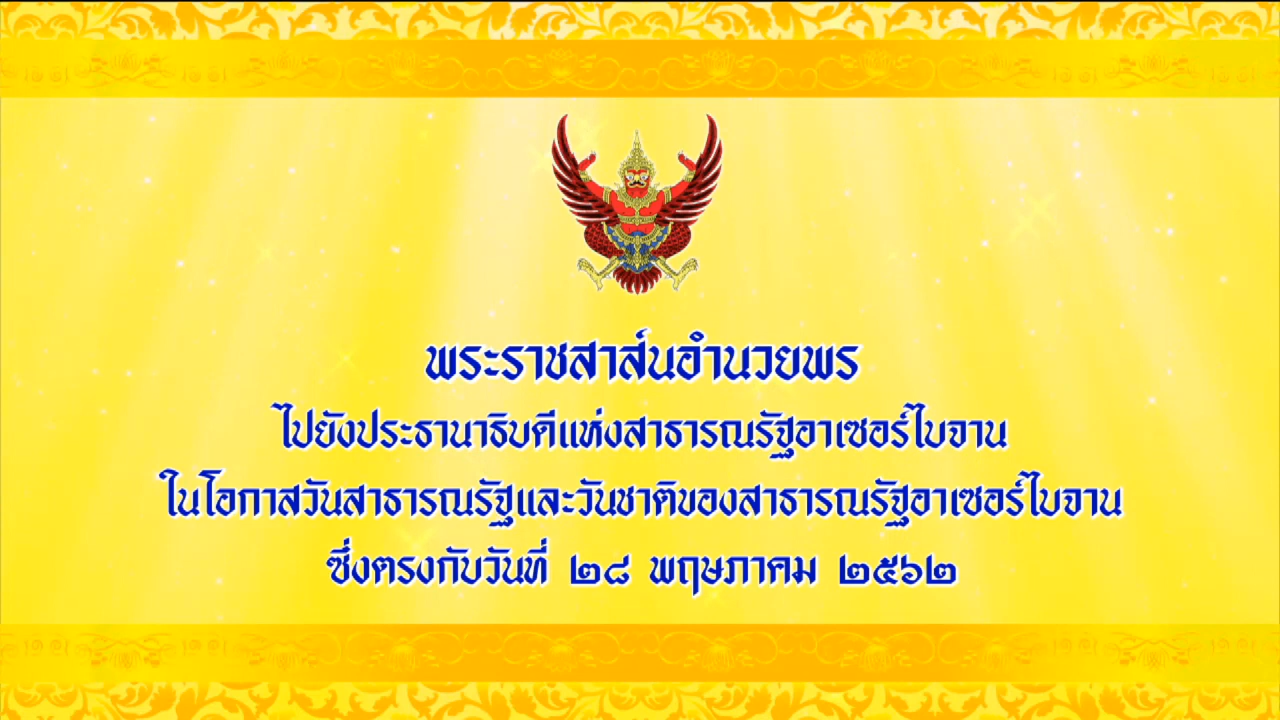 พระราชสาส์นอำนวยพร
ไปยังประธานาธิบดีแห่งสาธารณรัฐอาเซอร์ไบจาน
ในโอกาสวันสาธารณรัฐและวันชาติของสาธารณรัฐอาเซอร์ไบจาน
ซึ่งตรงกับวันที่ ๒๘ พฤษภาคม ๒๕๖๒